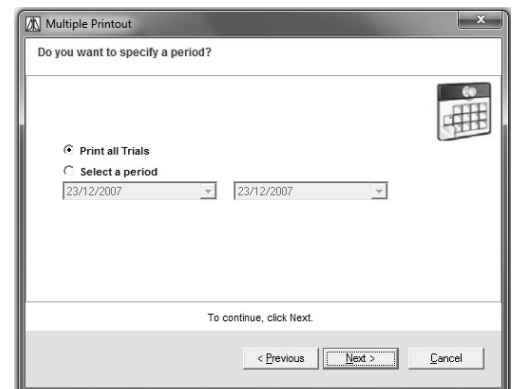 Multiple Printout
Do you want to specify a period?
Print all Trials
Select a period
23/12/2007 23/12/2007
To continue, click Next.
< Previous Next > Cancel